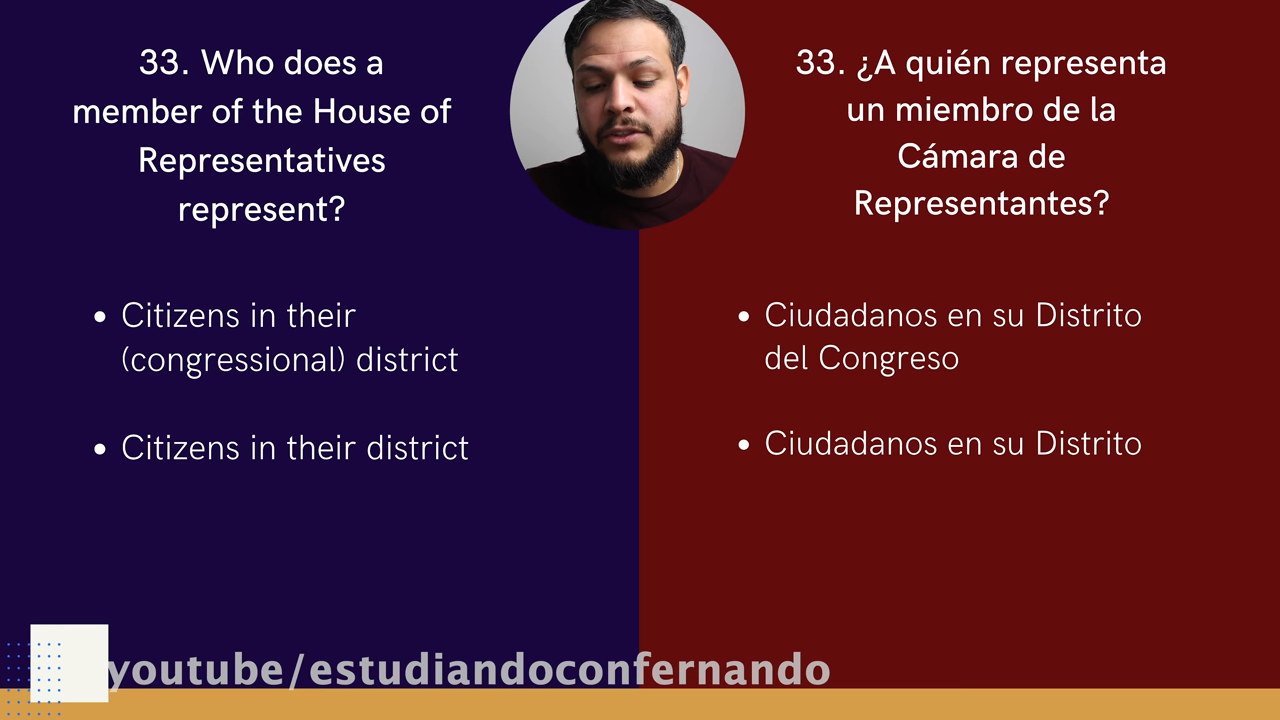 33. Who does a
member of the House of
Representatives
represent?
Citizens in their
(congressional) district
Citizens in their district
33. ¿A quién representa
un miembro de la
Cámara de
Representantes?
Ciudadanos en su Distrito
del Congreso
Ciudadanos en su Distrito
youtube/estudiandoconfernando